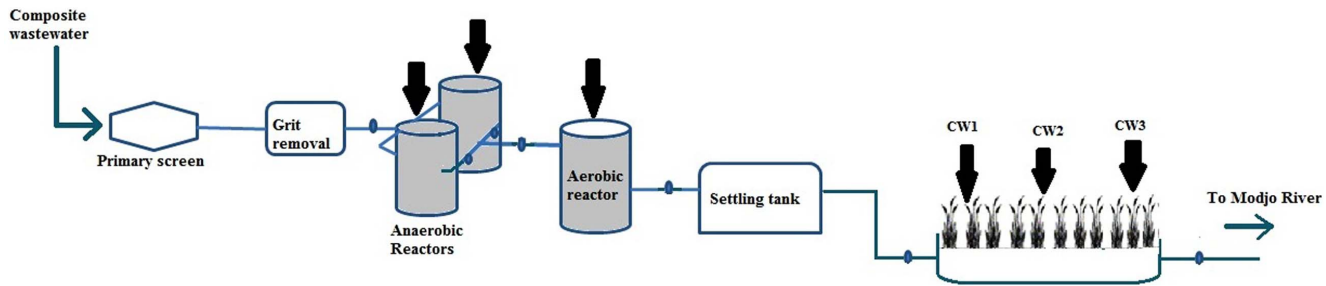 Composite
wastewater
Primary screen
Grit
removal
Anaerobic
Reactors
Aerobic
reactor
Settling tank
CW1
CW2
CW3
To Modjo River